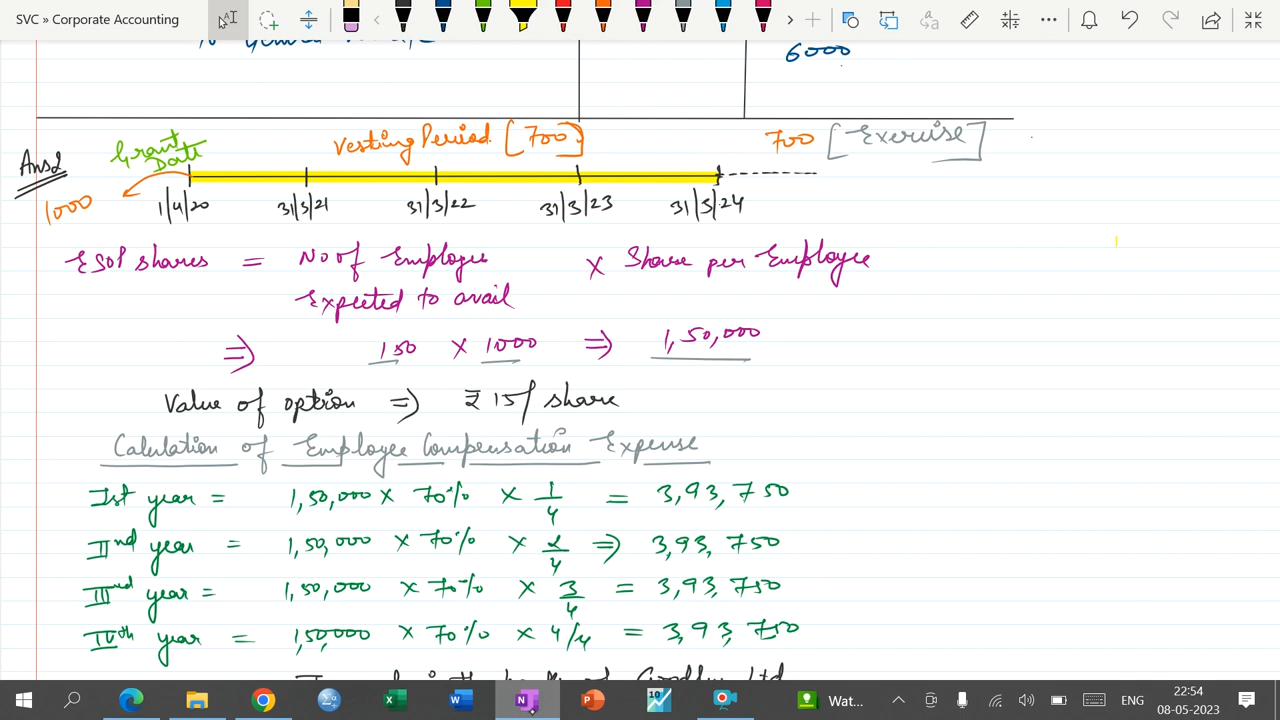 SVC » Corporate Accounting
6000
Grant Date
Vesting Period [700]
700 [Exercise]
Ans2
1000
1/4/20 31/3/21 31/3/22 31/3/23 31/3/24
ESOP shares = No of Employee × Share per Employee
Expected to avail
⇒ 150 × 1000 ⇒ 1,50,000
Value of option ⇒ ₹ 15/share
Calculation of Employee Compensation Expense
Ist year = 1,50,000 × 70% × 1/4 = 3,93,750
IInd year = 1,50,000 × 70% × 2/4 ⇒ 3,93,750
IIIrd year = 1,50,000 × 70% × 3/4 = 3,93,750
IVth year = 1,50,000 × 70% × 4/4 = 3,93,750
Wat...
ENG
22:54
08-05-2023